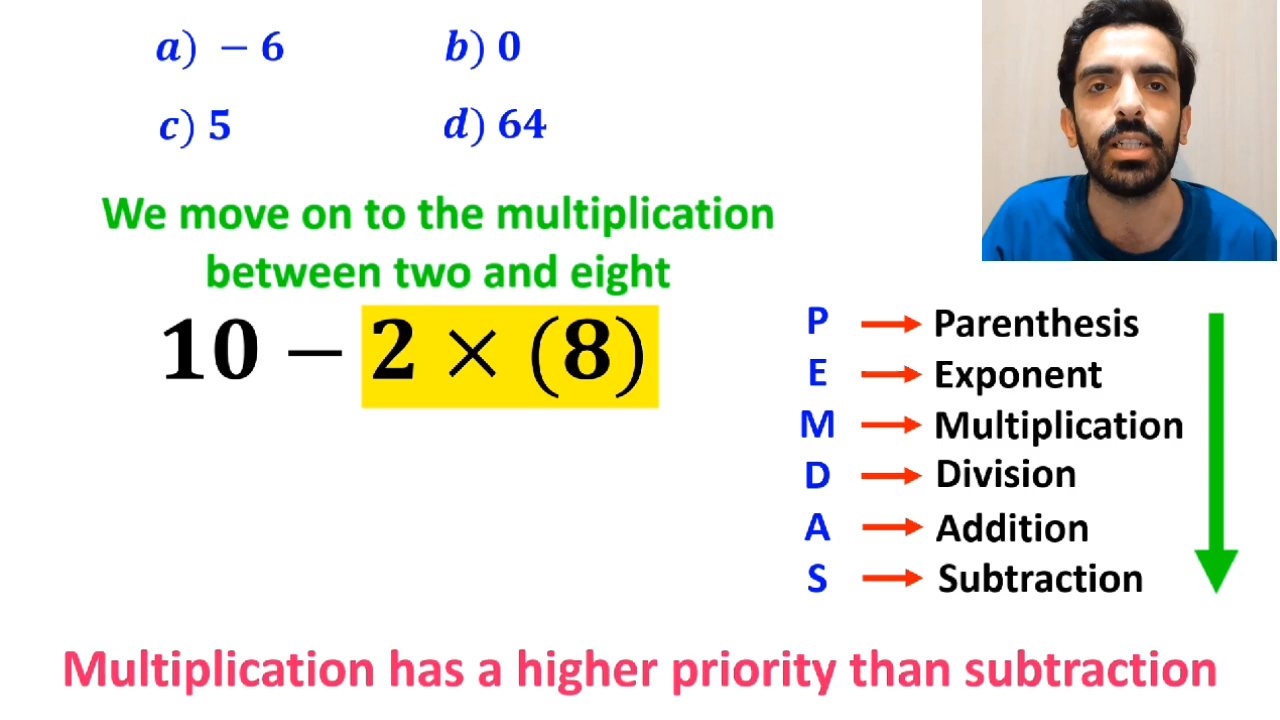 a) − 6 b) 0
c) 5 d) 64
We move on to the multiplication
between two and eight
10 − 2 × (8)
P → Parenthesis
E → Exponent
M → Multiplication
D → Division
A → Addition
S → Subtraction
Multiplication has a higher priority than subtraction